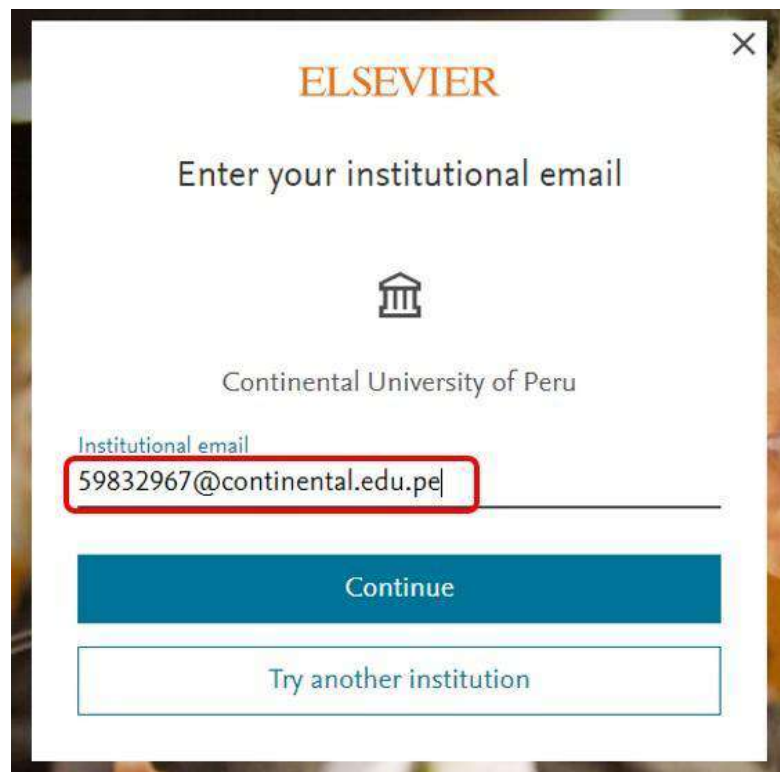 ELSEVIER
Enter your institutional email
Continental University of Peru
Institutional email
59832967@continental.edu.pe
Continue
Try another institution